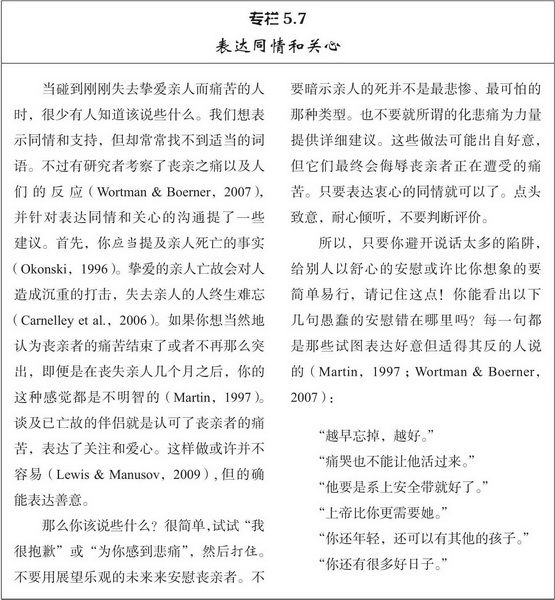 专栏 5.7
表达同情和关心
当碰到刚刚失去挚爱亲人而痛苦的人
时，很少有人知道该说些什么。我们想表
示同情和支持，但却常常找不到适当的词
语。不过有研究者考察了丧亲之痛以及人
们的反应（Wortman & Boerner，2007），
并针对表达同情和关心的沟通提了一些
建议。首先，你应当提及亲人死亡的事实
（Okonski，1996）。挚爱的亲人亡故会对人
造成沉重的打击，失去亲人的人终生难忘
（Carnelley et al.，2006）。如果你想当然地
认为丧亲者的痛苦结束了或者不再那么突
出，即便是在丧失亲人几个月之后，你的
这种感觉都是不明智的（Martin，1997）。
谈及已亡故的伴侣就是认可了丧亲者的痛
苦，表达了关注和爱心。这样做或许并不
容易（Lewis & Manusov，2009），但的确
能表达善意。
那么你该说些什么？很简单，试试“我
很抱歉”或“为你感到悲痛”，然后打住。
不要用展望乐观的未来来安慰丧亲者。不
要暗示亲人的死并不是最悲惨、最可怕的
那种类型。也不要就所谓的化悲痛为力量
提供详细建议。这些做法可能出自好意，
但它们最终会侮辱丧亲者正在遭受的痛
苦。只要表达衷心的同情就可以了。点头
致意，耐心倾听，不要判断评价。
所以，只要你避开说话太多的陷阱，
给别人以舒心的安慰或许比你想象的要
简单易行，请记住这点！你能看出以下
几句愚蠢的安慰错在哪里吗？每一句都
是那些试图表达好意但适得其反的人说
的（Martin，1997；Wortman & Boerner，
2007）：
“越早忘掉，越好。”
“痛哭也不能让他活过来。”
“他要是系上安全带就好了。”
“上帝比你更需要她。”
“你还年轻，还可以有其他的孩子。”
“你还有很多好日子。”